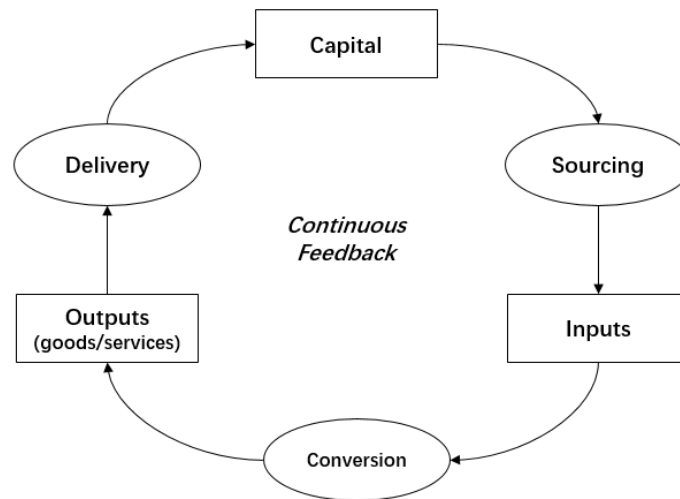 Capital
Delivery
Sourcing
Continuous
Feedback
Outputs
(goods/services)
Inputs
Conversion